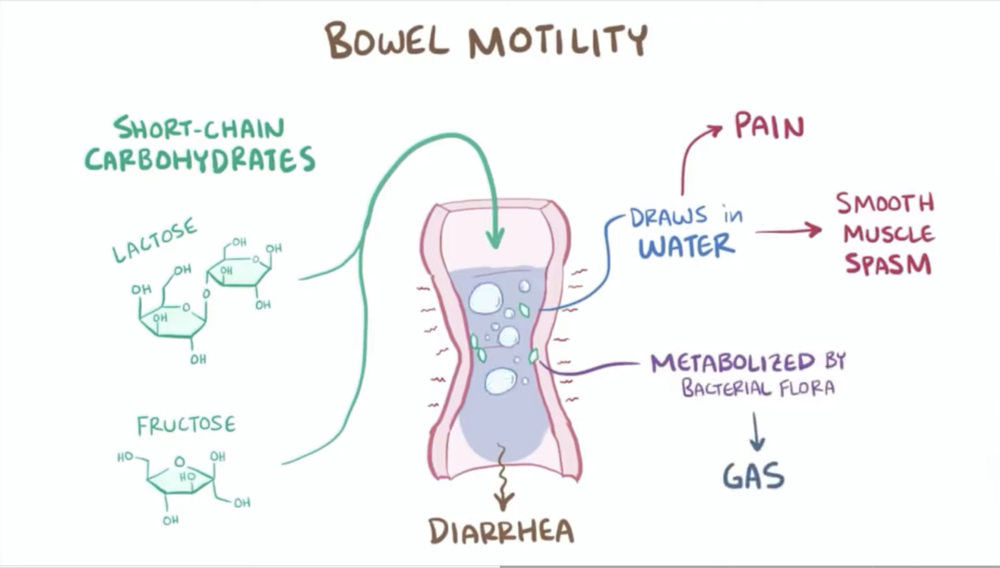 BOWEL MOTILITY
SHORT-CHAIN
CARBOHYDRATES
LACTOSE
OH
OH
OH
OH
OH
OH
O
O
O
OH
OH
FRUCTOSE
HO
O
OH
HO
OH
OH
DRAWS in
WATER
PAIN
SMOOTH
MUSCLE
SPASM
METABOLIZED BY
BACTERIAL FLORA
GAS
DIARRHEA